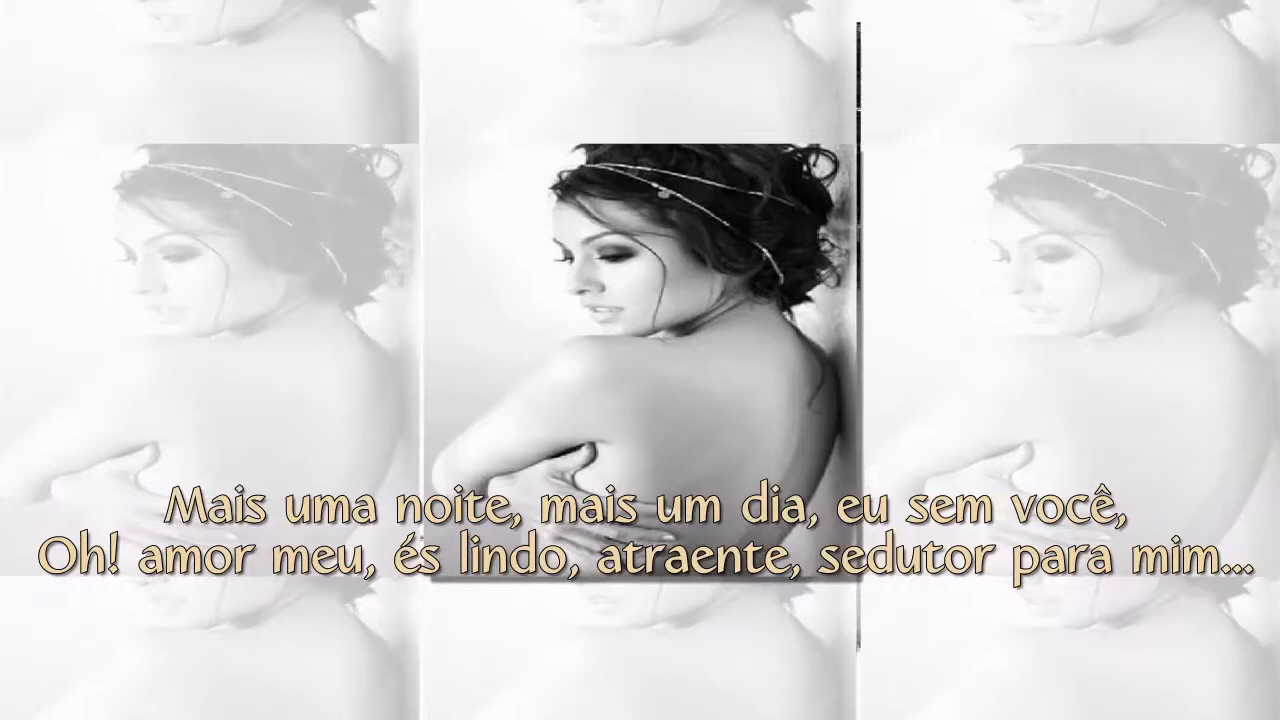 Mais uma noite, mais um dia, eu sem você,
Oh! amor meu, és lindo, atraente, sedutor para mim...